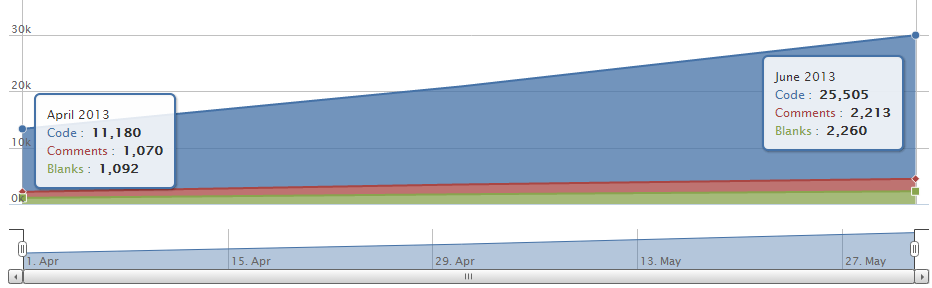 30k
20k
10k
0k
April 2013
Code : 11,180
Comments : 1,070
Blanks : 1,092
June 2013
Code : 25,505
Comments : 2,213
Blanks : 2,260
1. Apr 15. Apr 29. Apr 13. May 27. May